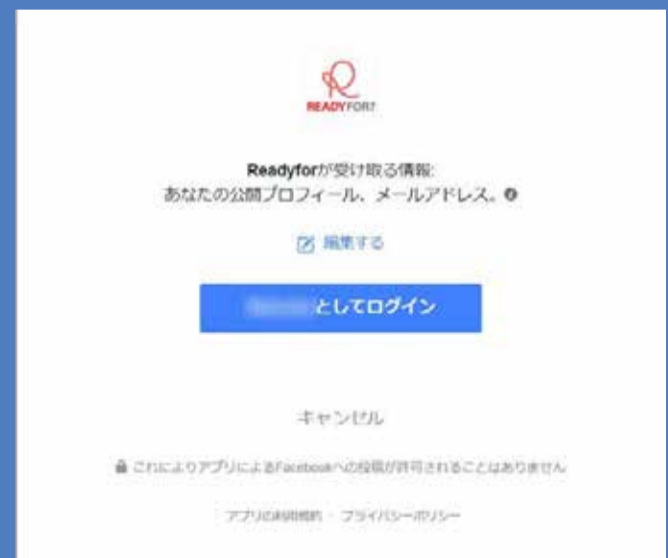 READYFOR?
Readyforが受け取る情報:
あなたの公開プロフィール、メールアドレス。
編集する
としてログイン
キャンセル
これによりアプリによるFacebookへの投稿が許可されることはありません
アプリの利用規約 · プライバシーポリシー